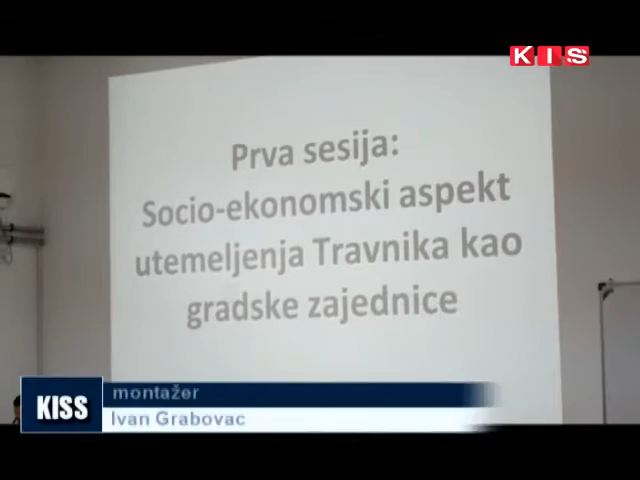 KIS
Prva sesija:
Socio-ekonomski aspekt
utemeljenja Travnika kao
gradske zajednice
KISS
montažer
Ivan Grabovac